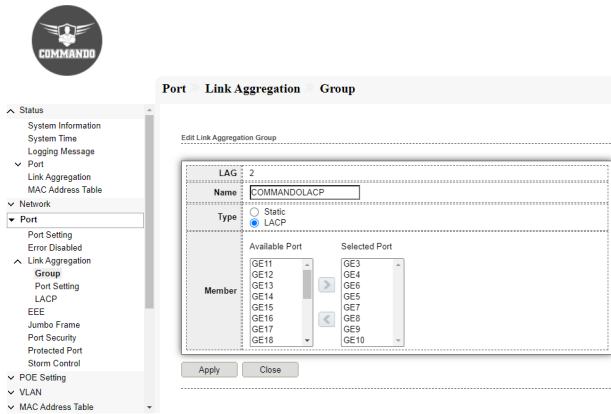 COMMANDO
Port Link Aggregation Group
Status
System Information
System Time
Logging Message
Port
Link Aggregation
MAC Address Table
Network
Port
Port Setting
Error Disabled
Link Aggregation
Group
Port Setting
LACP
EEE
Jumbo Frame
Port Security
Protected Port
Storm Control
POE Setting
VLAN
MAC Address Table
Edit Link Aggregation Group
LAG 2
Name COMMANDOLACP
Type Static
LACP
Member
Available Port
GE11
GE12
GE13
GE14
GE15
GE16
GE17
GE18
Selected Port
GE3
GE4
GE6
GE5
GE7
GE8
GE9
GE10
Apply Close